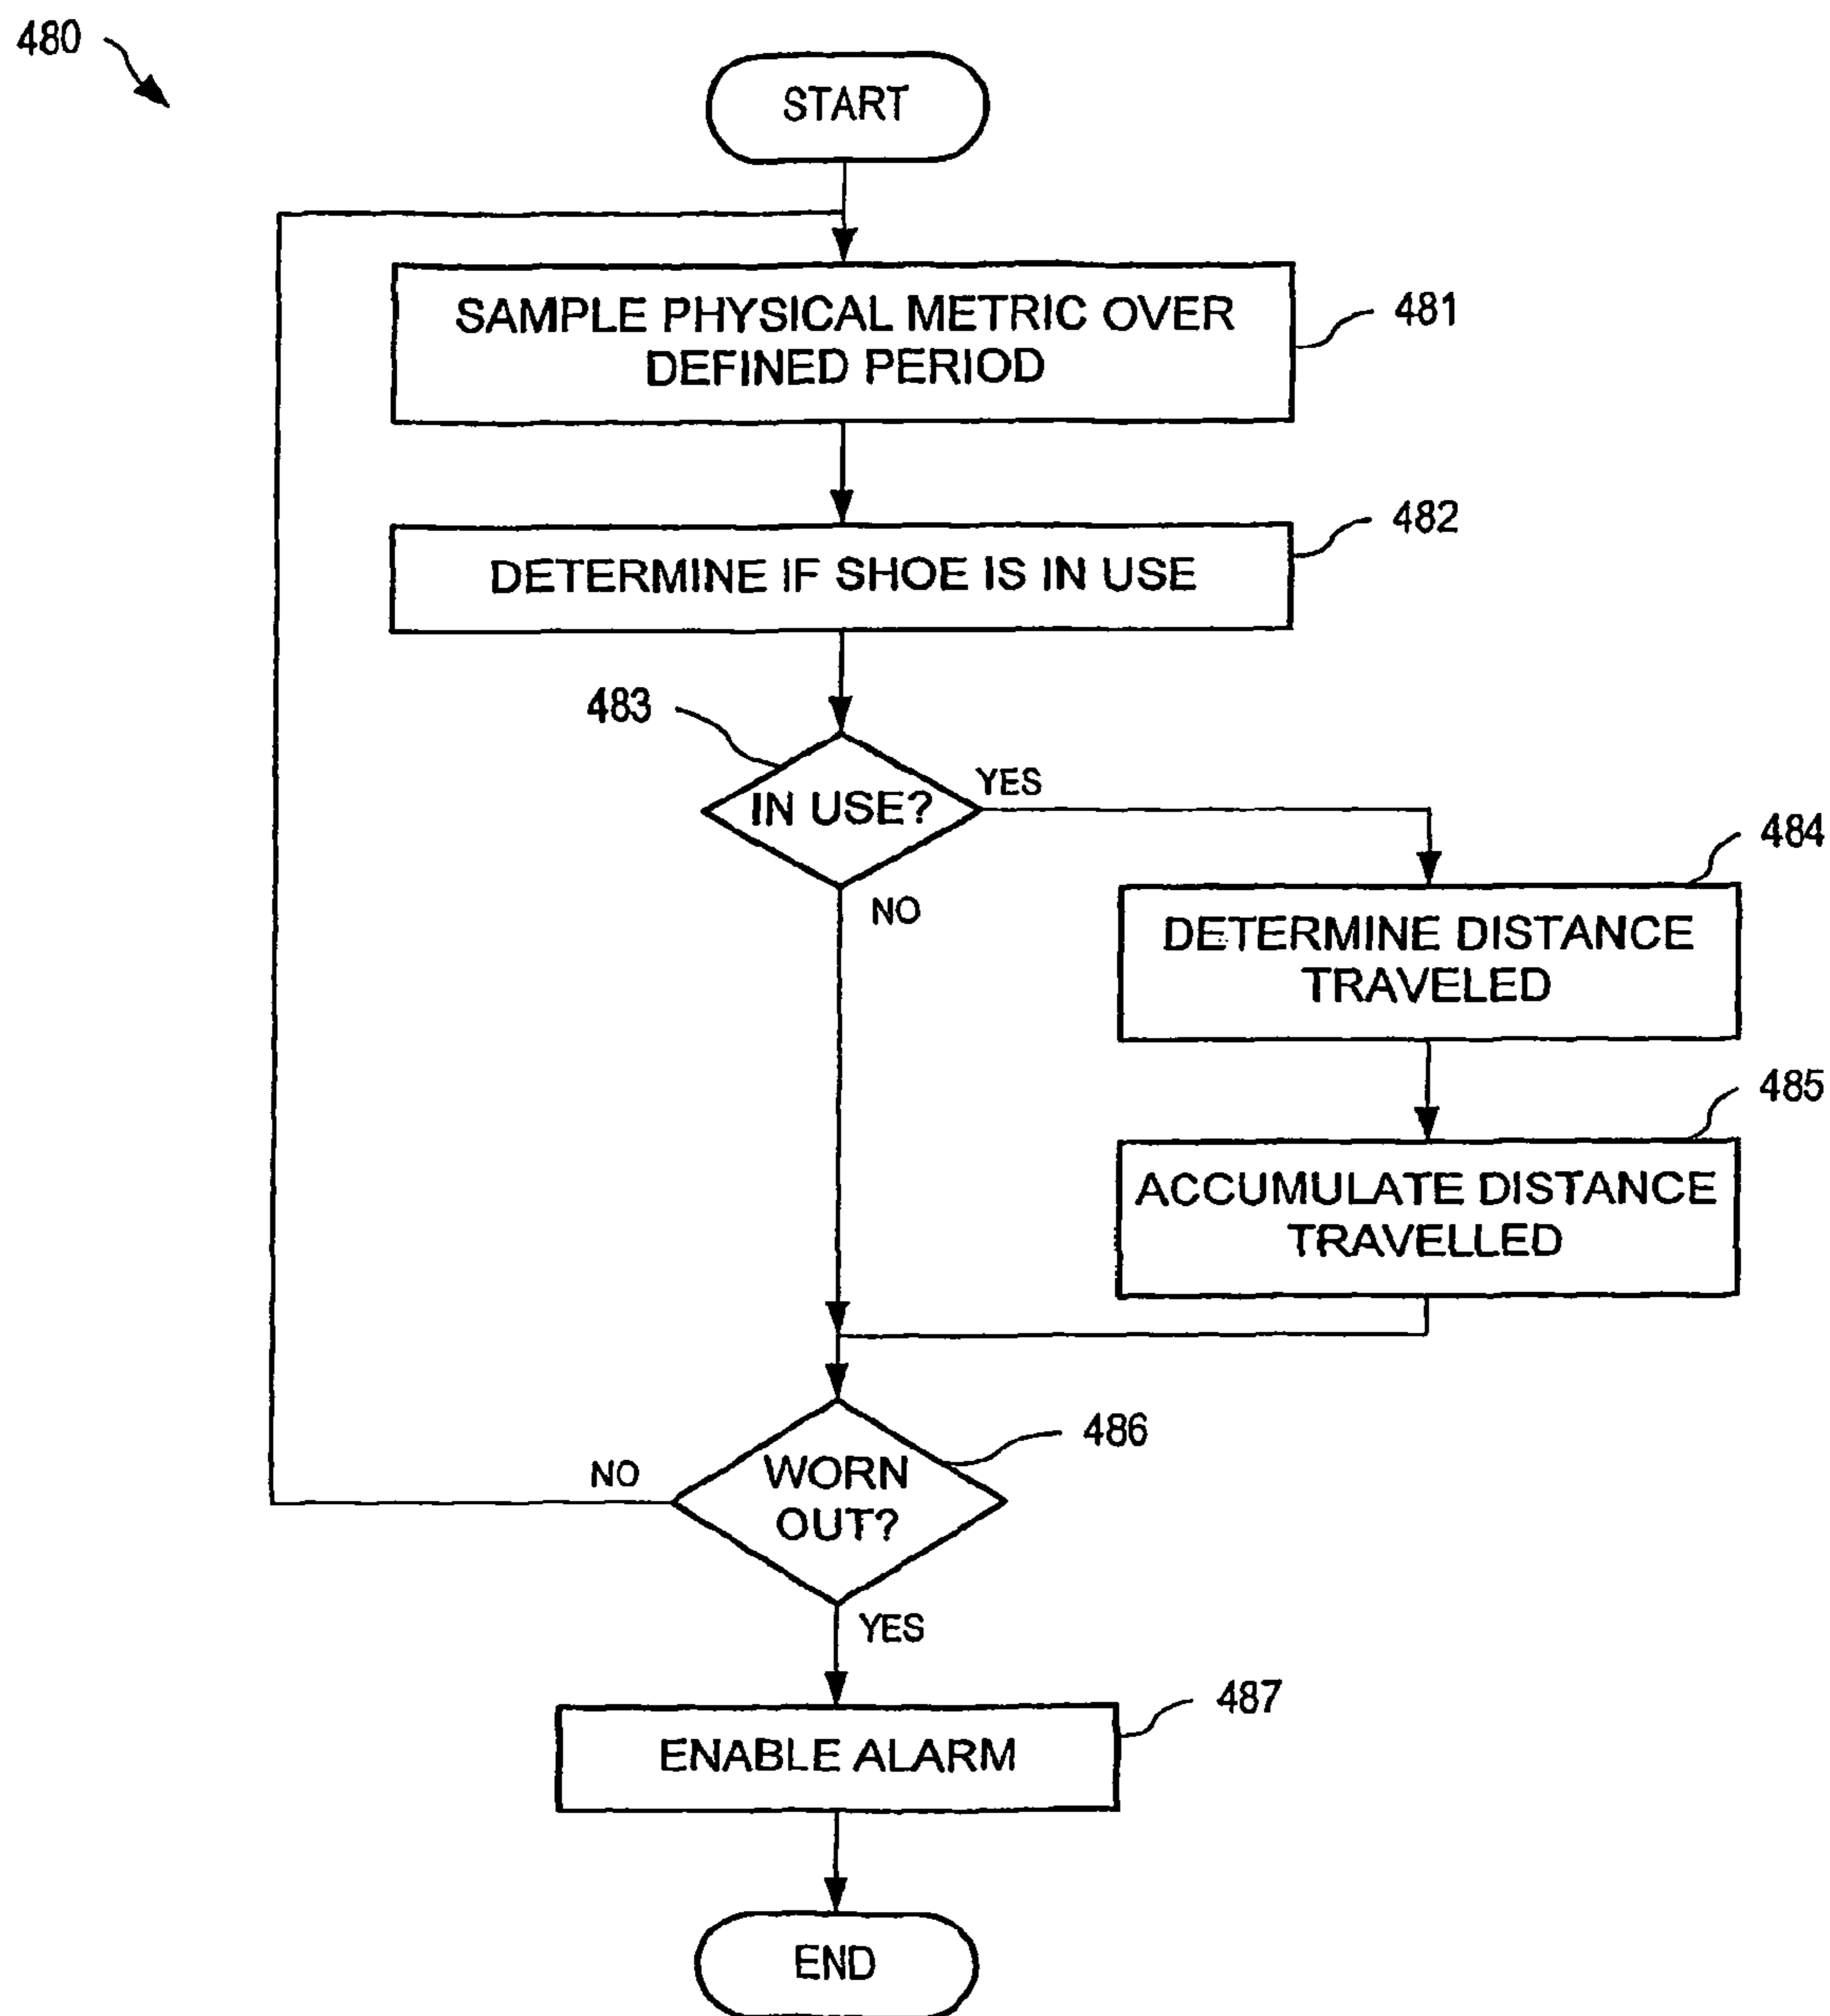 480
START
SAMPLE PHYSICAL METRIC OVER
DEFINED PERIOD
481
DETERMINE IF SHOE IS IN USE
482
483
IN USE?
YES
NO
484
DETERMINE DISTANCE
TRAVELED
485
ACCUMULATE DISTANCE
TRAVELLED
486
WORN
OUT?
NO
YES
487
ENABLE ALARM
END